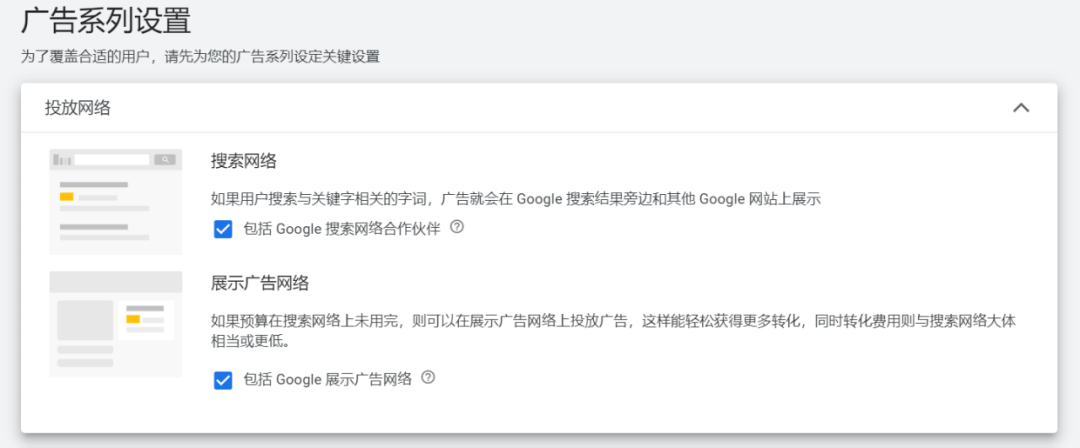 广告系列设置
为了覆盖合适的用户，请先为您的广告系列设定关键设置
投放网络
搜索网络
如果用户搜索与关键字相关的字词，广告就会在 Google 搜索结果旁边和其他 Google 网站上展示
包括 Google 搜索网络合作伙伴
展示广告网络
如果预算在搜索网络上未用完，则可以在展示广告网络上投放广告，这样能轻松获得更多转化，同时转化费用则与搜索网络大体
相当或更低。
包括 Google 展示广告网络